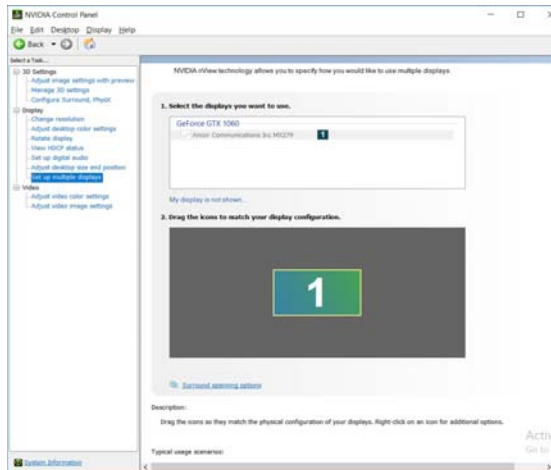 NVIDIA Control Panel
File Edit Desktop Display Help
Back
Select a Task...
3D Settings
Adjust image settings with preview
Manage 3D settings
Configure Surround, PhysX
Display
Change resolution
Adjust desktop color settings
Rotate display
View HDCP status
Set up digital audio
Adjust desktop size and position
Set up multiple displays
Video
Adjust video color settings
Adjust video image settings
System Information
NVIDIA nView technology allows you to specify how you would like to use multiple displays.
1. Select the displays you want to use.
GeForce GTX 1060
Ancor Communications Inc MX279 1
My display is not shown...
2. Drag the icons to match your display configuration.
1
Surround spanning options
Description:
Drag the icons so they match the physical configuration of your displays. Right-click on an icon for additional options.
Typical usage scenarios:
Activ
Go to